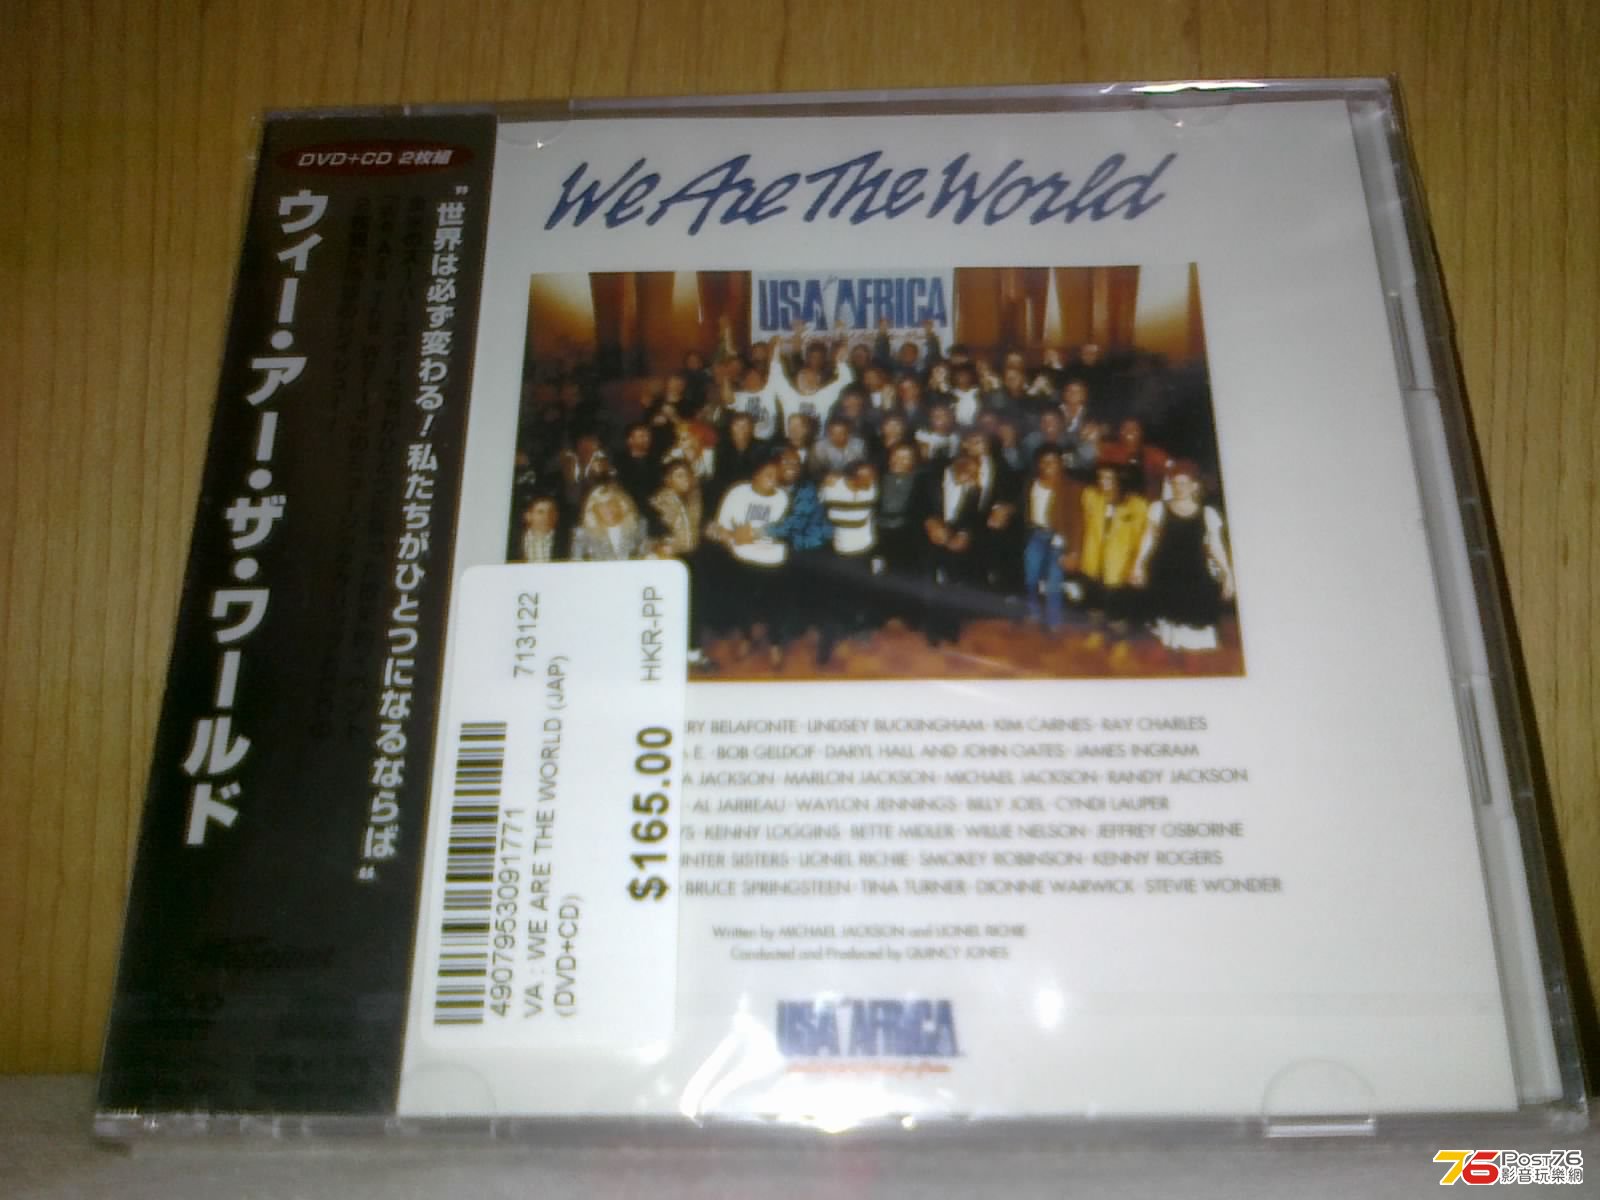 DVD+CD 2枚組
ウィー・アー・ザ・ワールド
"世界は必ず変わる!私たちがひとつになるならば"
We Are The World
USA for AFRICA
RY BELAFONTE · LINDSEY BUCKINGHAM · KIM CARNES · RAY CHARLES
E. · BOB GELDOF · DARYL HALL AND JOHN OATES · JAMES INGRAM
A JACKSON · MARLON JACKSON · MICHAEL JACKSON · RANDY JACKSON
· AL JARREAU · WAYLON JENNINGS · BILLY JOEL · CYNDI LAUPER
S · KENNY LOGGINS · BETTE MIDLER · WILLIE NELSON · JEFFREY OSBORNE
INTER SISTERS · LIONEL RICHIE · SMOKEY ROBINSON · KENNY ROGERS
· BRUCE SPRINGSTEEN · TINA TURNER · DIONNE WARWICK · STEVIE WONDER
Written by MICHAEL JACKSON and LIONEL RICHIE
Conducted and Produced by QUINCY JONES
USA for AFRICA
4907953091771
713122
VA : WE ARE THE WORLD (JAP)
(DVD+CD)
$165.00
HKR-PP
76 Post76
影音玩樂網